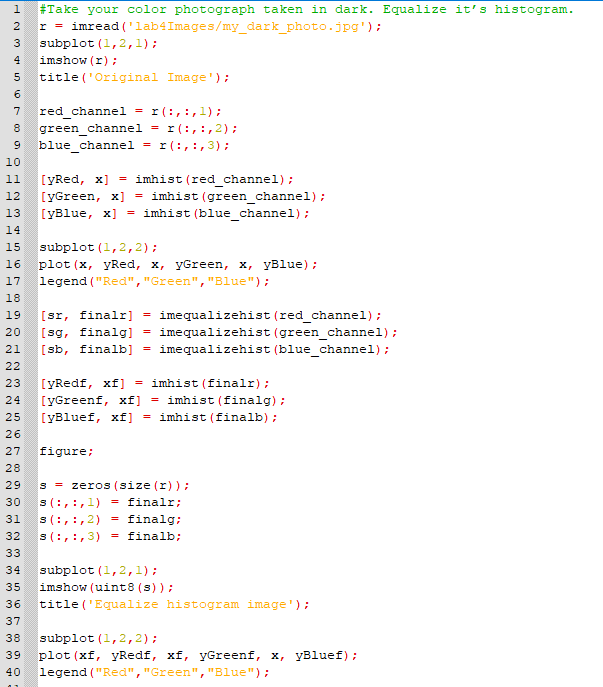 1 #Take your color photograph taken in dark. Equalize it’s histogram.
2 r = imread('lab4Images/my_dark_photo.jpg');
3 subplot(1,2,1);
4 imshow(r);
5 title('Original Image');
6
7 red_channel = r(:,:,1);
8 green_channel = r(:,:,2);
9 blue_channel = r(:,:,3);
10
11 [yRed, x] = imhist(red_channel);
12 [yGreen, x] = imhist(green_channel);
13 [yBlue, x] = imhist(blue_channel);
14
15 subplot(1,2,2);
16 plot(x, yRed, x, yGreen, x, yBlue);
17 legend("Red","Green","Blue");
18
19 [sr, finalr] = imequalizehist(red_channel);
20 [sg, finalg] = imequalizehist(green_channel);
21 [sb, finalb] = imequalizehist(blue_channel);
22
23 [yRedf, xf] = imhist(finalr);
24 [yGreenf, xf] = imhist(finalg);
25 [yBluef, xf] = imhist(finalb);
26
27 figure;
28
29 s = zeros(size(r));
30 s(:,:,1) = finalr;
31 s(:,:,2) = finalg;
32 s(:,:,3) = finalb;
33
34 subplot(1,2,1);
35 imshow(uint8(s));
36 title('Equalize histogram image');
37
38 subplot(1,2,2);
39 plot(xf, yRedf, xf, yGreenf, x, yBluef);
40 legend("Red","Green","Blue");